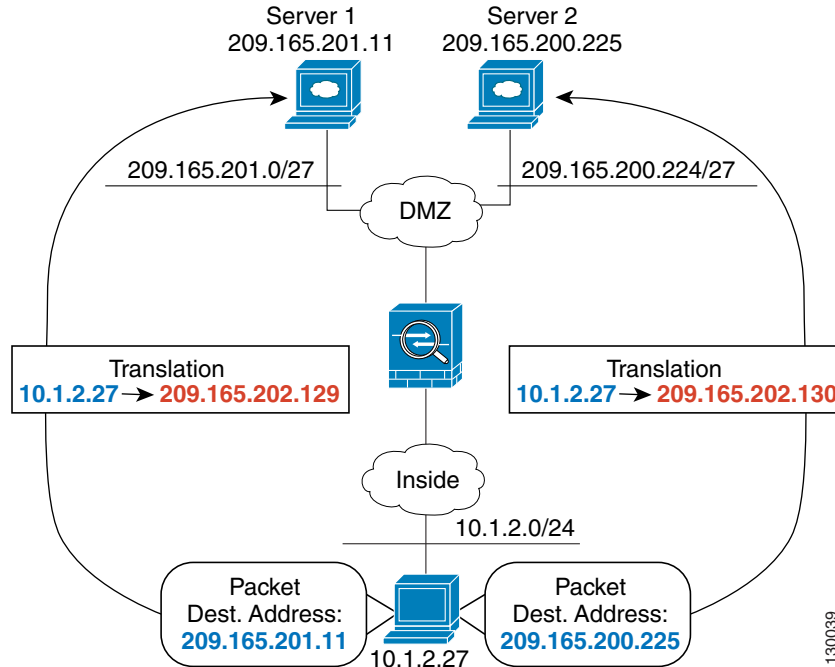 Server 1
209.165.201.11
Server 2
209.165.200.225
209.165.201.0/27
209.165.200.224/27
DMZ
Translation
10.1.2.27 → 209.165.202.129
Translation
10.1.2.27 → 209.165.202.130
Inside
10.1.2.0/24
Packet
Dest. Address:
209.165.201.11
Packet
Dest. Address:
209.165.200.225
10.1.2.27
130039